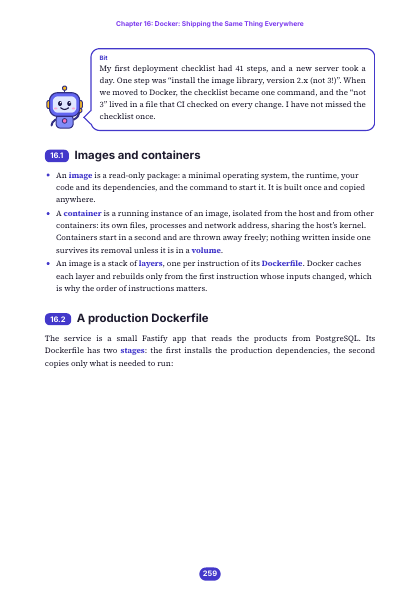 Chapter 16: Docker: Shipping the Same Thing Everywhere
Bit
My first deployment checklist had 41 steps, and a new server took a
day. One step was “install the image library, version 2.x (not 3!)”. When
we moved to Docker, the checklist became one command, and the “not
3” lived in a file that CI checked on every change. I have not missed the
checklist once.
16.1 Images and containers
• An image is a read-only package: a minimal operating system, the runtime, your
code and its dependencies, and the command to start it. It is built once and copied
anywhere.
• A container is a running instance of an image, isolated from the host and from other
containers: its own files, processes and network address, sharing the host’s kernel.
Containers start in a second and are thrown away freely; nothing written inside one
survives its removal unless it is in a volume.
• An image is a stack of layers, one per instruction of its Dockerfile. Docker caches
each layer and rebuilds only from the first instruction whose inputs changed, which
is why the order of instructions matters.
16.2 A production Dockerfile
The service is a small Fastify app that reads the products from PostgreSQL. Its
Dockerfile has two stages: the first installs the production dependencies, the second
copies only what is needed to run:
259